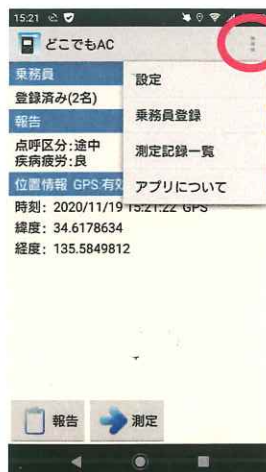 15:21
どこでもAC
乗務員
登録済み(2名)
報告
点呼区分:途中
疾病疲労:良
位置情報 GPS:有効
時刻: 2020/11/19 15:21:22 GPS
緯度: 34.6178634
経度: 135.5849812
設定
乗務員登録
測定記録一覧
アプリについて
報告
測定